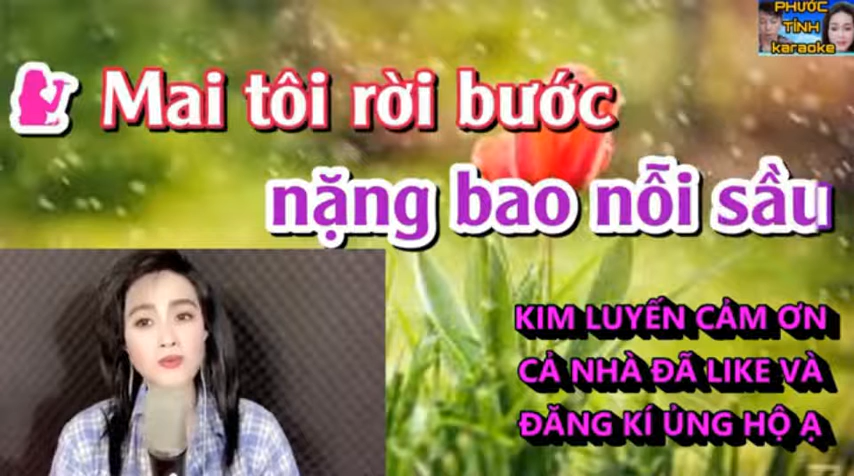 PHƯỚC
TÍNH
karaoke
Mai tôi rời bước
nặng bao nỗi sầu
KIM LUYẾN CẢM ƠN
CẢ NHÀ ĐÃ LIKE VÀ
ĐĂNG KÍ ỦNG HỘ Ạ